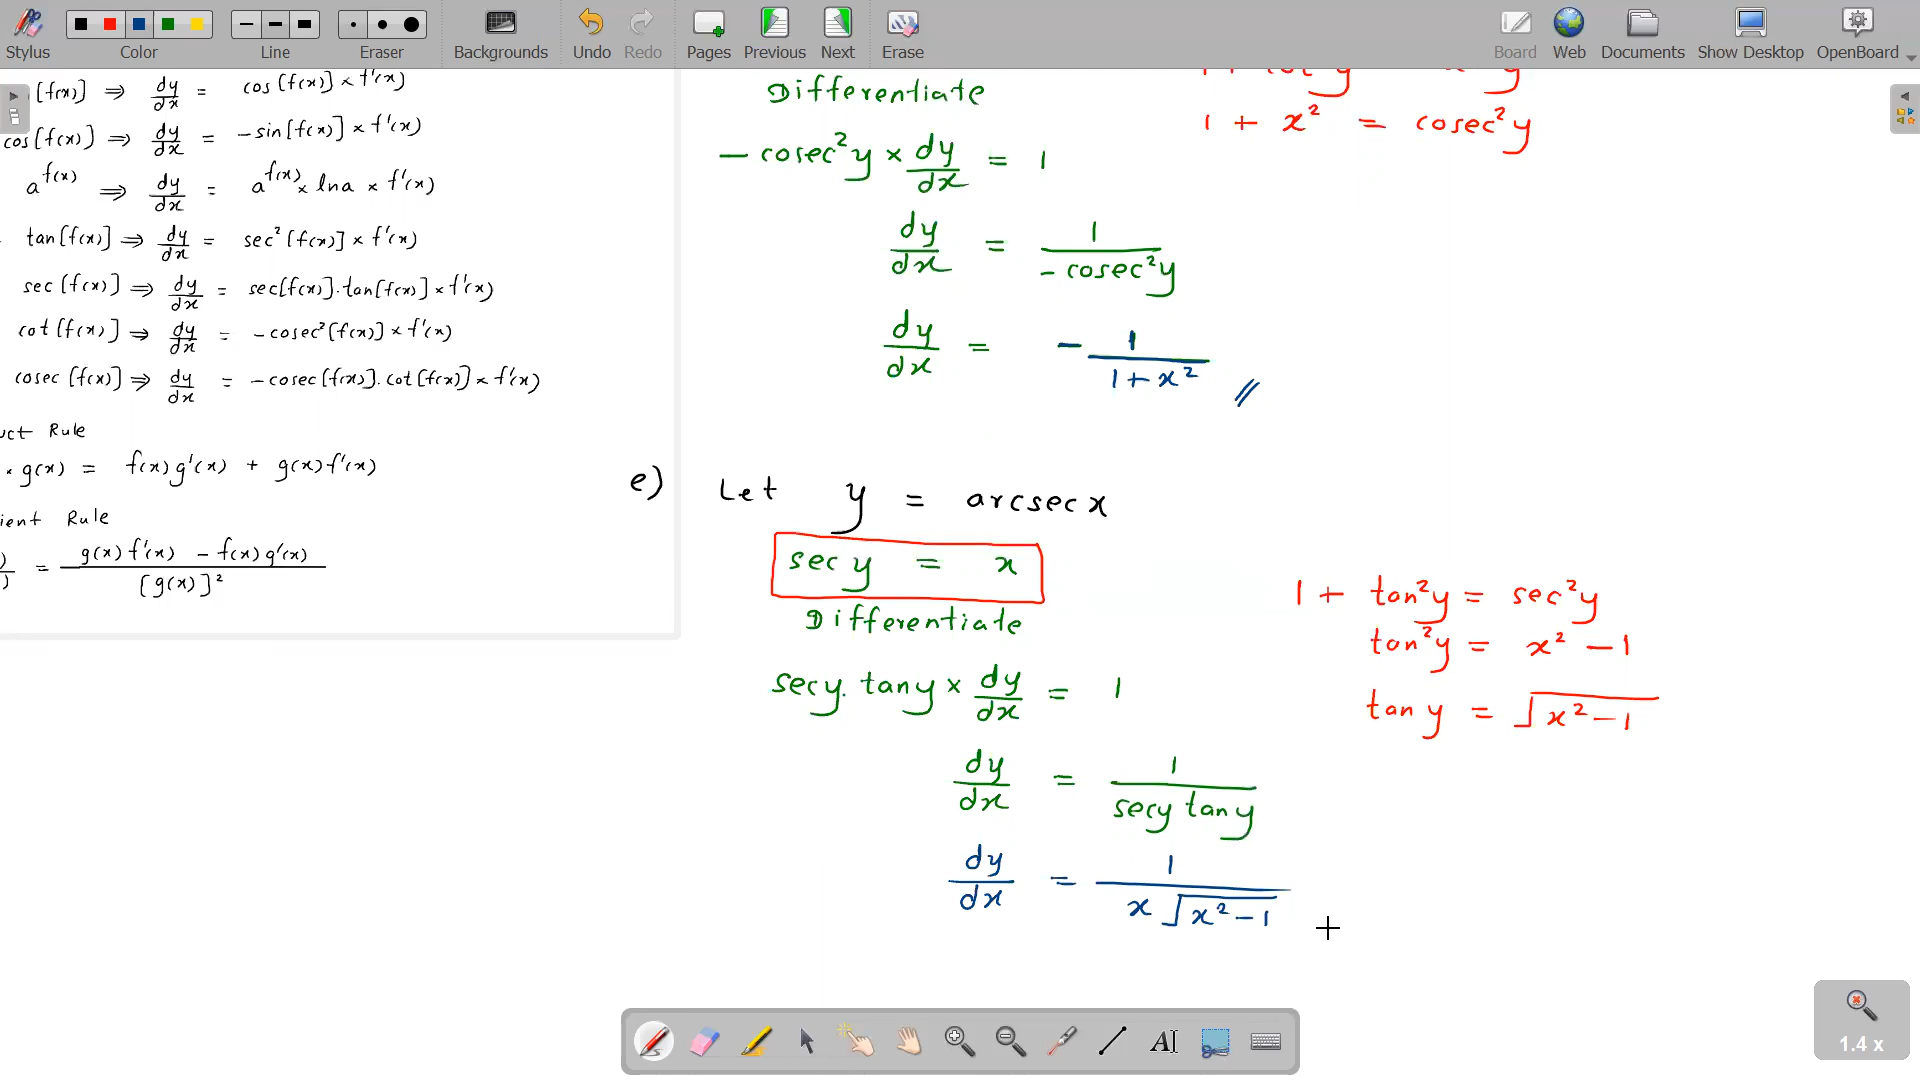 Stylus Color Line Eraser Backgrounds Undo Redo Pages Previous Next Erase Board Web Documents Show Desktop OpenBoard
[f(x)] ⇒ dy/dx = cos[f(x)] × f'(x)
cos[f(x)] ⇒ dy/dx = -sin[f(x)] × f'(x)
a^f(x) ⇒ dy/dx = a^f(x) × lna × f'(x)
tan[f(x)] ⇒ dy/dx = sec²[f(x)] × f'(x)
sec[f(x)] ⇒ dy/dx = sec[f(x)].tan[f(x)] × f'(x)
cot[f(x)] ⇒ dy/dx = -cosec²[f(x)] × f'(x)
cosec[f(x)] ⇒ dy/dx = -cosec[f(x)].cot[f(x)] × f'(x)
uct Rule
× g(x) = f(x)g'(x) + g(x)f'(x)
ient Rule
= g(x)f'(x) - f(x)g'(x) / [g(x)]²
Differentiate
- cosec²y × dy/dx = 1
dy/dx = 1 / - cosec²y
dy/dx = - 1 / 1 + x² //
1 + x² = cosec²y
e) Let y = arcsec x
sec y = x
Differentiate
secy. tany × dy/dx = 1
dy/dx = 1 / secy tany
dy/dx = 1 / x √x² - 1
1 + tan²y = sec²y
tan²y = x² - 1
tan y = √x² - 1
1.4 x